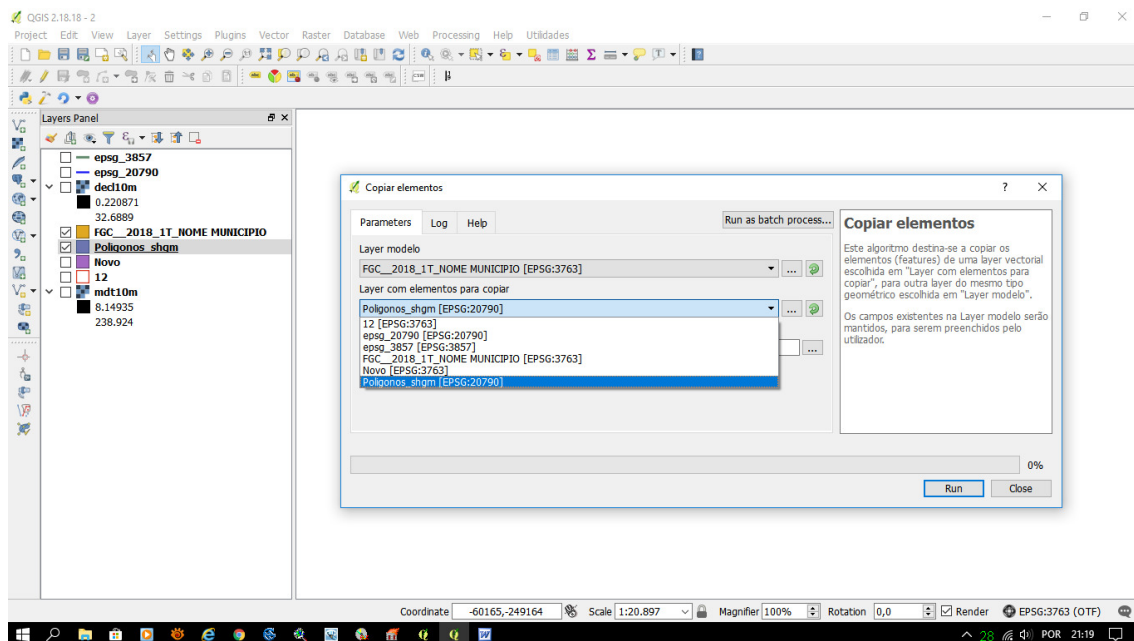 QGIS 2.18.18 - 2
Project Edit View Layer Settings Plugins Vector Raster Database Web Processing Help Utilidades
Layers Panel
epsg_3857
epsg_20790
decl10m
0.220871
32.6889
FGC__2018_1T_NOME MUNICIPIO
Poligonos_shgm
Novo
12
mdt10m
8.14935
238.924
Copiar elementos
Parameters Log Help
Run as batch process...
Layer modelo
FGC__2018_1T_NOME MUNICIPIO [EPSG:3763]
...
Layer com elementos para copiar
Poligonos_shgm [EPSG:20790]
...
12 [EPSG:3763]
epsg_20790 [EPSG:20790]
epsg_3857 [EPSG:3857]
FGC__2018_1T_NOME MUNICIPIO [EPSG:3763]
Novo [EPSG:3763]
Poligonos_shgm [EPSG:20790]
...
Copiar elementos
Este algoritmo destina-se a copiar os
elementos (features) de uma layer vectorial
escolhida em "Layer com elementos para
copiar", para outra layer do mesmo tipo
geométrico escolhida em "Layer modelo".
Os campos existentes na Layer modelo serão
mantidos, para serem preenchidos pelo
utilizador.
0%
Run Close
Coordinate -60165,-249164 Scale 1:20.897 Magnifier 100% Rotation 0,0 Render EPSG:3763 (OTF)
28 POR 21:19